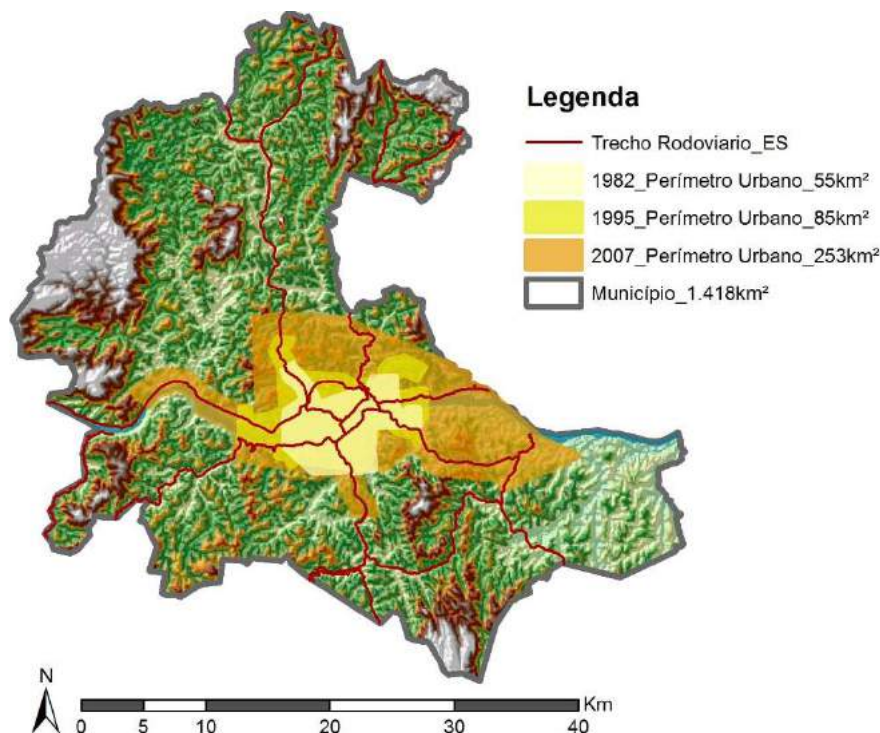 Legenda
Trecho Rodoviario_ES
1982_Perímetro Urbano_55km²
1995_Perímetro Urbano_85km²
2007_Perímetro Urbano_253km²
Município_1.418km²
N
Km
0 5 10 20 30 40